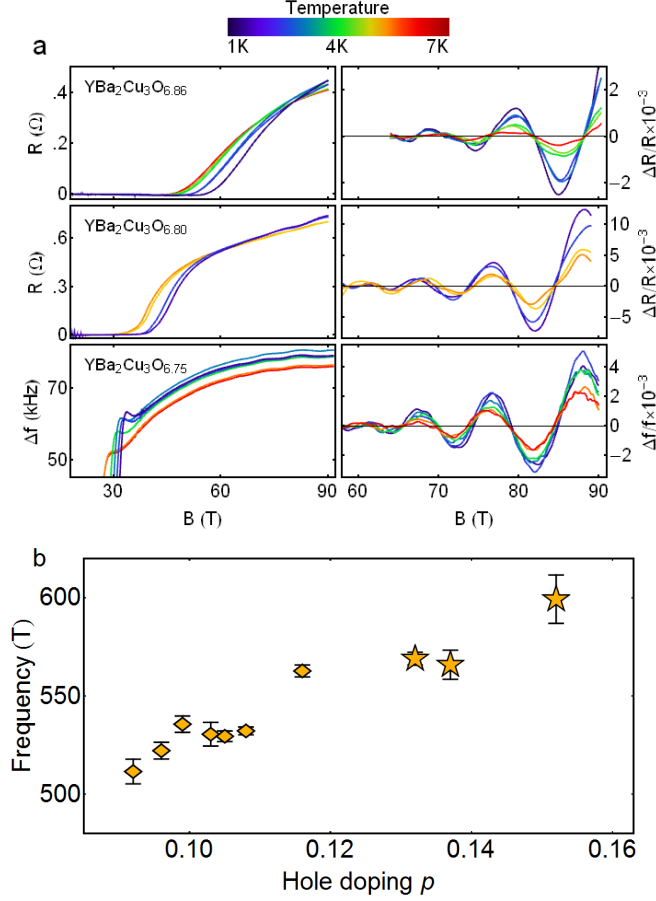 Temperature
1K 4K 7K
a
YBa₂Cu₃O₆.₈₆
R (Ω)
.4
.2
0
2
0
−2
ΔR/R×10⁻³
YBa₂Cu₃O₆.₈₀
R (Ω)
.6
.3
0
10
5
0
−5
ΔR/R×10⁻³
YBa₂Cu₃O₆.₇₅
Δf (kHz)
70
50
4
2
0
−2
Δf/f×10⁻³
30 60 90 60 70 80 90
B (T) B (T)
b
Frequency (T)
600
550
500
0.10 0.12 0.14 0.16
Hole doping p